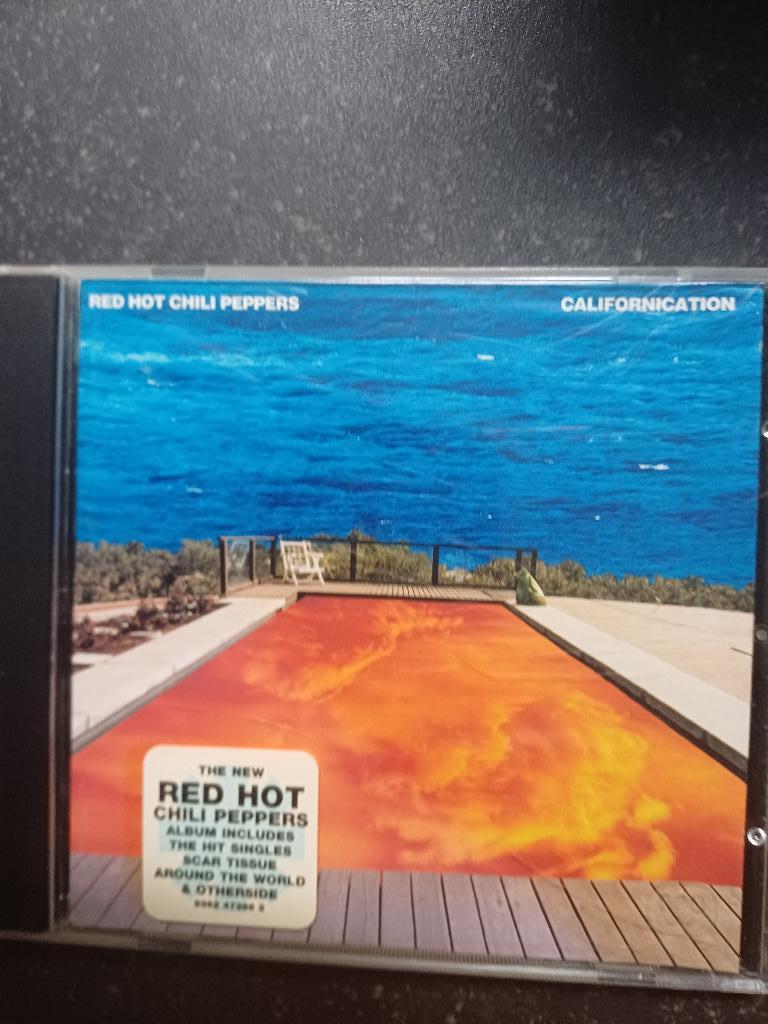 RED HOT CHILI PEPPERS
CALIFORNICATION
THE NEW
RED HOT
CHILI PEPPERS
ALBUM INCLUDES
THE HIT SINGLES
SCAR TISSUE
AROUND THE WORLD
& OTHERSIDE